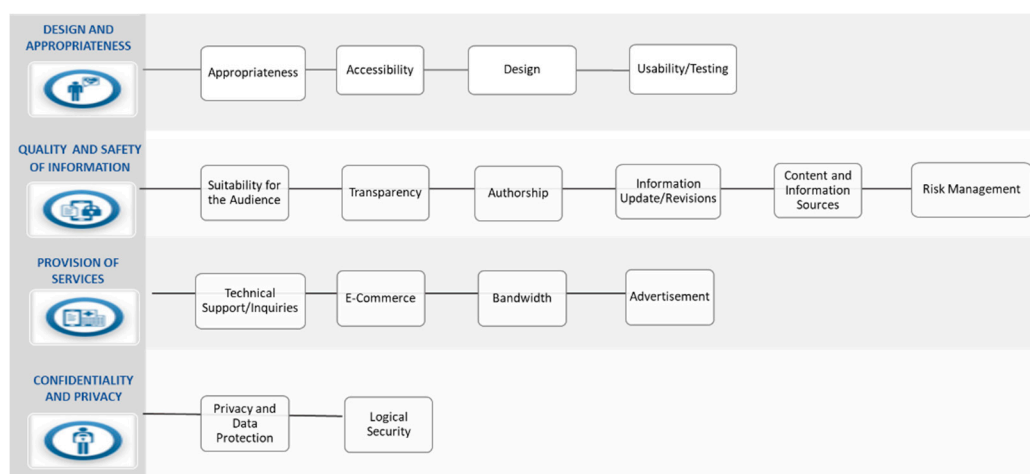 DESIGN AND
APPROPRIATENESS
Appropriateness
Accessibility
Design
Usability/Testing
QUALITY AND SAFETY
OF INFORMATION
Suitability for
the Audience
Transparency
Authorship
Information
Update/Revisions
Content and
Information
Sources
Risk Management
PROVISION OF
SERVICES
Technical
Support/Inquiries
E-Commerce
Bandwidth
Advertisement
CONFIDENTIALITY
AND PRIVACY
Privacy and
Data
Protection
Logical
Security